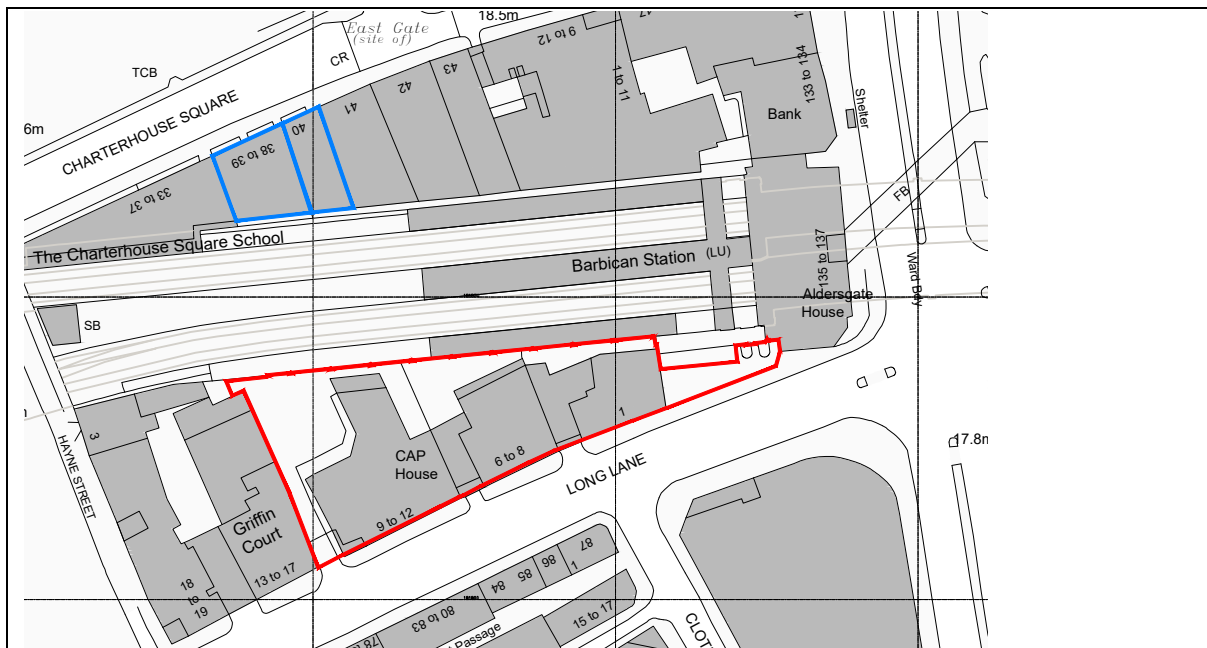 18.5m
East Gate
(site of)
TCB
CR
CHARTERHOUSE SQUARE
6m
43
42
41
40
38 to 39
33 to 37
9 to 12
1 to 11
133 to 134
Bank
Shelter
FB
Ward Bdy
The Charterhouse Square School
Barbican Station (LU)
135 to 137
Aldersgate
House
SB
HAYNE STREET
3
CAP
House
1
6 to 8
9 to 12
LONG LANE
17.8m
Griffin
Court
13 to 17
18
to
19
87
86
85
84
1
80 to 83
78
Passage
15 to 17
CLOT